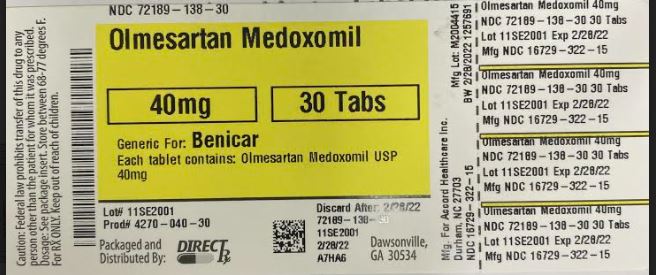 Caution: Federal law prohibits transfer of this drug to any
person other than the patient for whom it was prescribed.
Dosage: See package insert. Store between 68-77 degrees F.
For RX ONLY. Keep out of reach of children.
NDC 72189-138-30
Olmesartan Medoxomil
40mg
30 Tabs
Generic For: Benicar
Each tablet contains: Olmesartan Medoxomil USP
40mg
Lot# 11SE2001
Prod# 4270-040-30
Packaged and
Distributed By:
DIRECT Rx
Discard After: 2/28/22
72189-138-30
11SE2001
2/28/22
A7HA6
Dawsonville,
GA 30534
Mfg. For Accord Healthcare Inc.
Durham, NC 27703
NDC 16729-322-15
Mfg Lot: M2004415
BW 2/28/2022 1257691
Olmesartan Medoxomil 40mg
NDC 72189-138-30 30 Tabs
Lot 11SE2001 Exp 2/28/22
Mfg NDC 16729-322-15
Olmesartan Medoxomil 40mg
NDC 72189-138-30 30 Tabs
Lot 11SE2001 Exp 2/28/22
Mfg NDC 16729-322-15
Olmesartan Medoxomil 40mg
NDC 72189-138-30 30 Tabs
Lot 11SE2001 Exp 2/28/22
Mfg NDC 16729-322-15
Olmesartan Medoxomil 40mg
NDC 72189-138-30 30 Tabs
Lot 11SE2001 Exp 2/28/22
Mfg NDC 16729-322-15